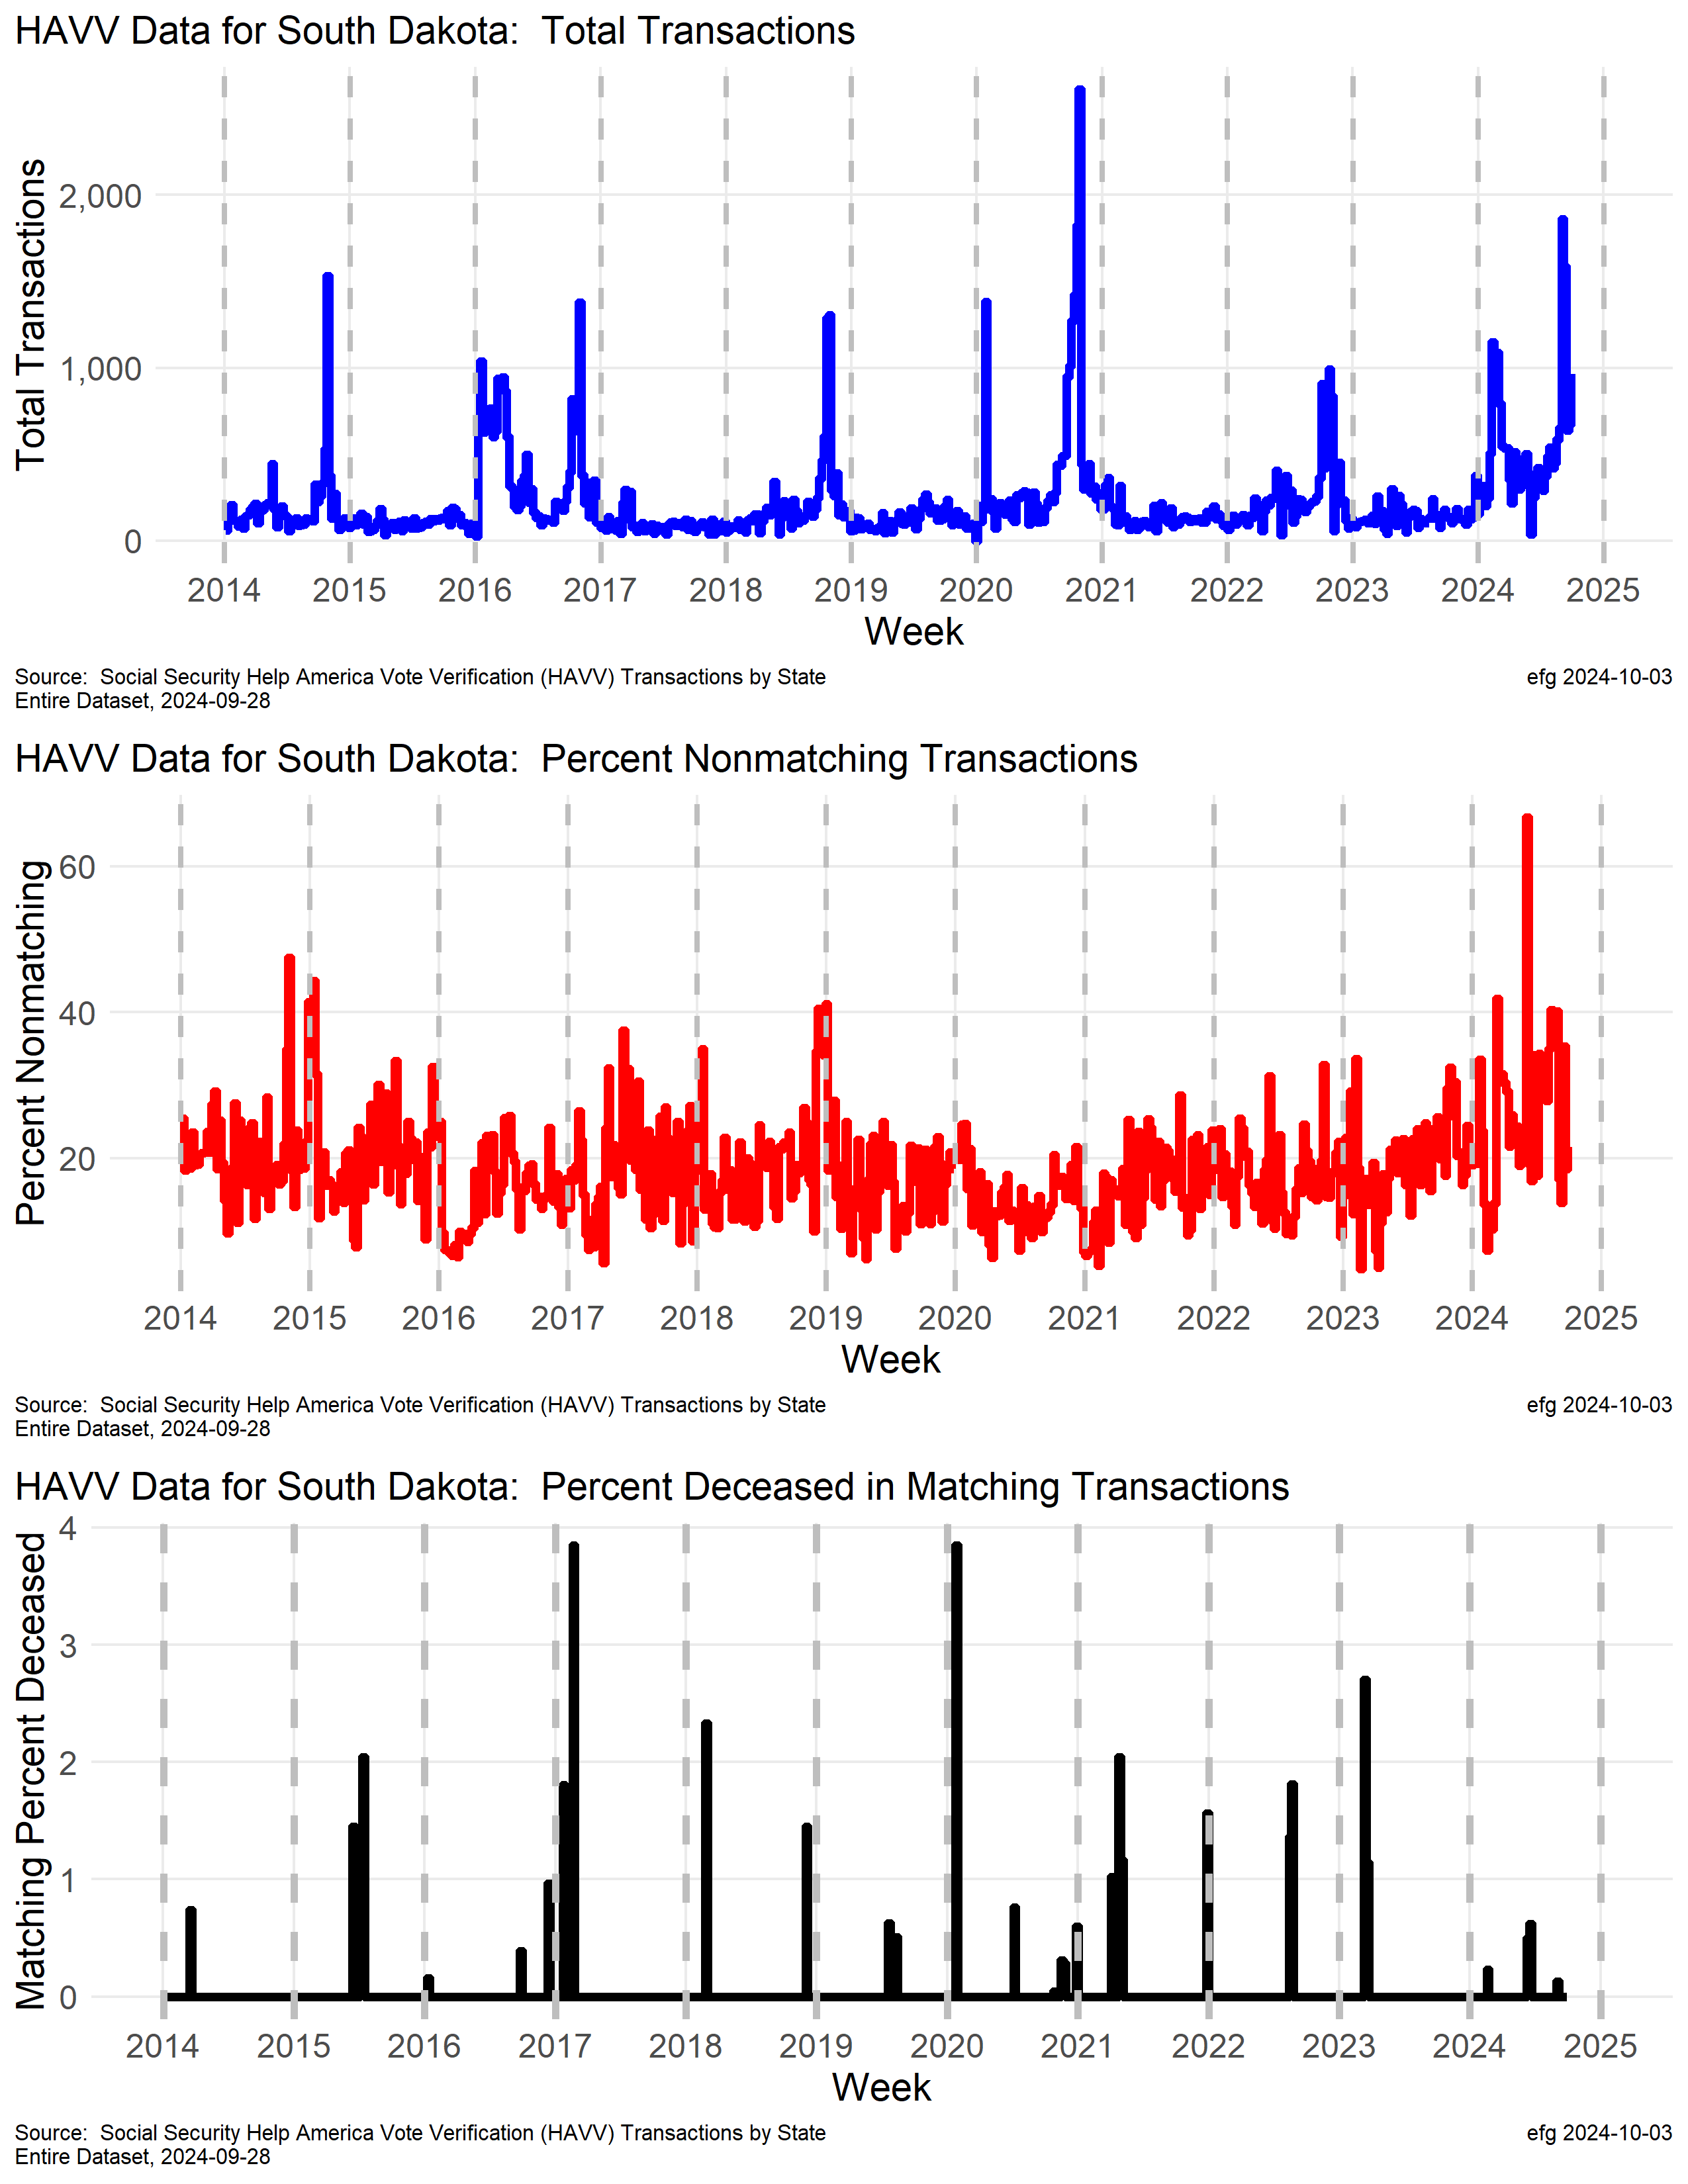 HAVV Data for South Dakota:  Total Transactions
Total Transactions
2,000
1,000
0
2014 2015 2016 2017 2018 2019 2020 2021 2022 2023 2024 2025
Week
Source:  Social Security Help America Vote Verification (HAVV) Transactions by State
Entire Dataset, 2024-09-28
efg 2024-10-03
HAVV Data for South Dakota:  Percent Nonmatching Transactions
Percent Nonmatching
60
40
20
2014 2015 2016 2017 2018 2019 2020 2021 2022 2023 2024 2025
Week
Source:  Social Security Help America Vote Verification (HAVV) Transactions by State
Entire Dataset, 2024-09-28
efg 2024-10-03
HAVV Data for South Dakota:  Percent Deceased in Matching Transactions
Matching Percent Deceased
4
3
2
1
0
2014 2015 2016 2017 2018 2019 2020 2021 2022 2023 2024 2025
Week
Source:  Social Security Help America Vote Verification (HAVV) Transactions by State
Entire Dataset, 2024-09-28
efg 2024-10-03